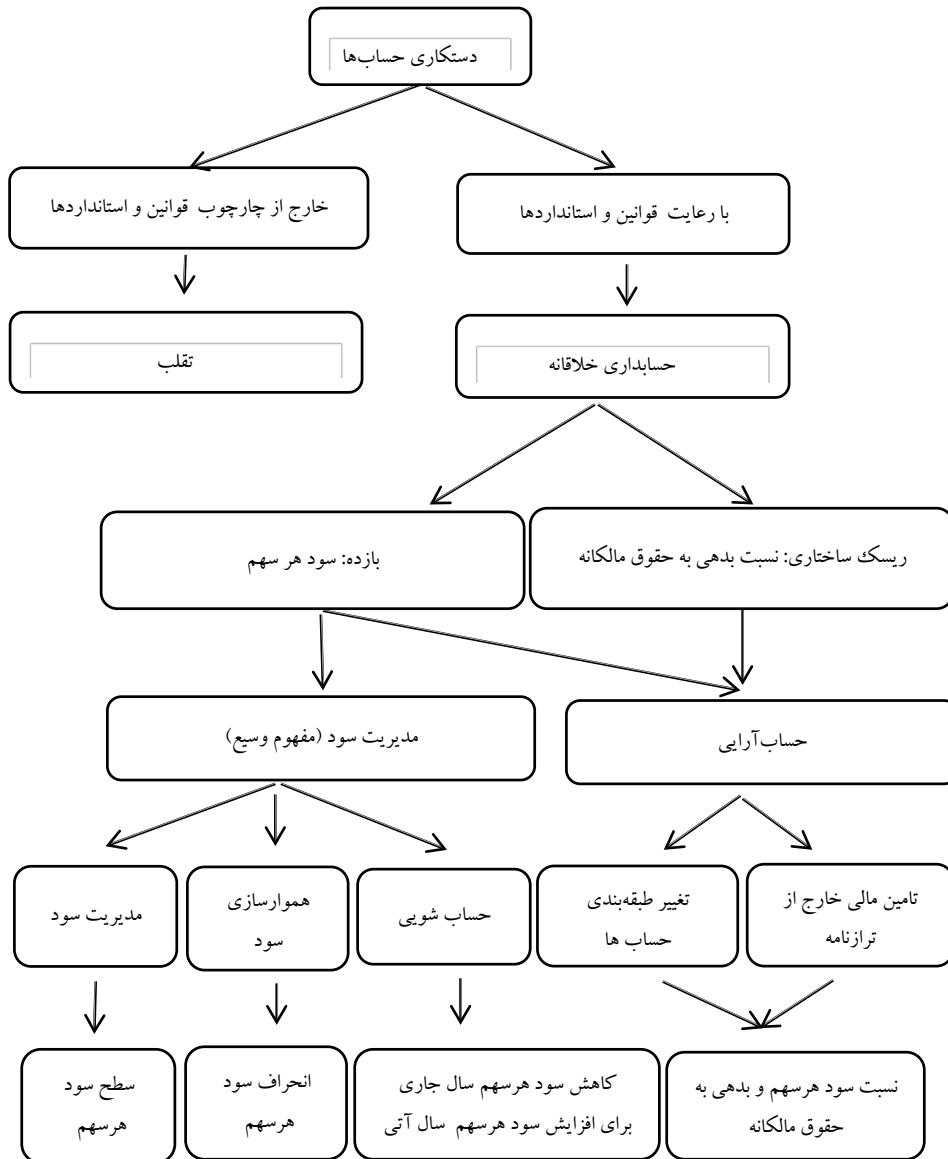 دستکاری حساب‌ها
با رعایت قوانین و استانداردها
خارج از چارچوب قوانین و استانداردها
حسابداری خلاقانه
تقلب
ریسک ساختاری: نسبت بدهی به حقوق مالکانه
بازده: سود هر سهم
حساب‌آرایی
مدیریت سود (مفهوم وسیع)
تامین مالی خارج از
ترازنامه
تغییر طبقه‌بندی
حساب ها
حساب شویی
هموارسازی
سود
مدیریت سود
نسبت سود هرسهم و بدهی به
حقوق مالکانه
کاهش سود هرسهم سال جاری
برای افزایش سود هرسهم سال آتی
انحراف سود
هرسهم
سطح سود
هرسهم